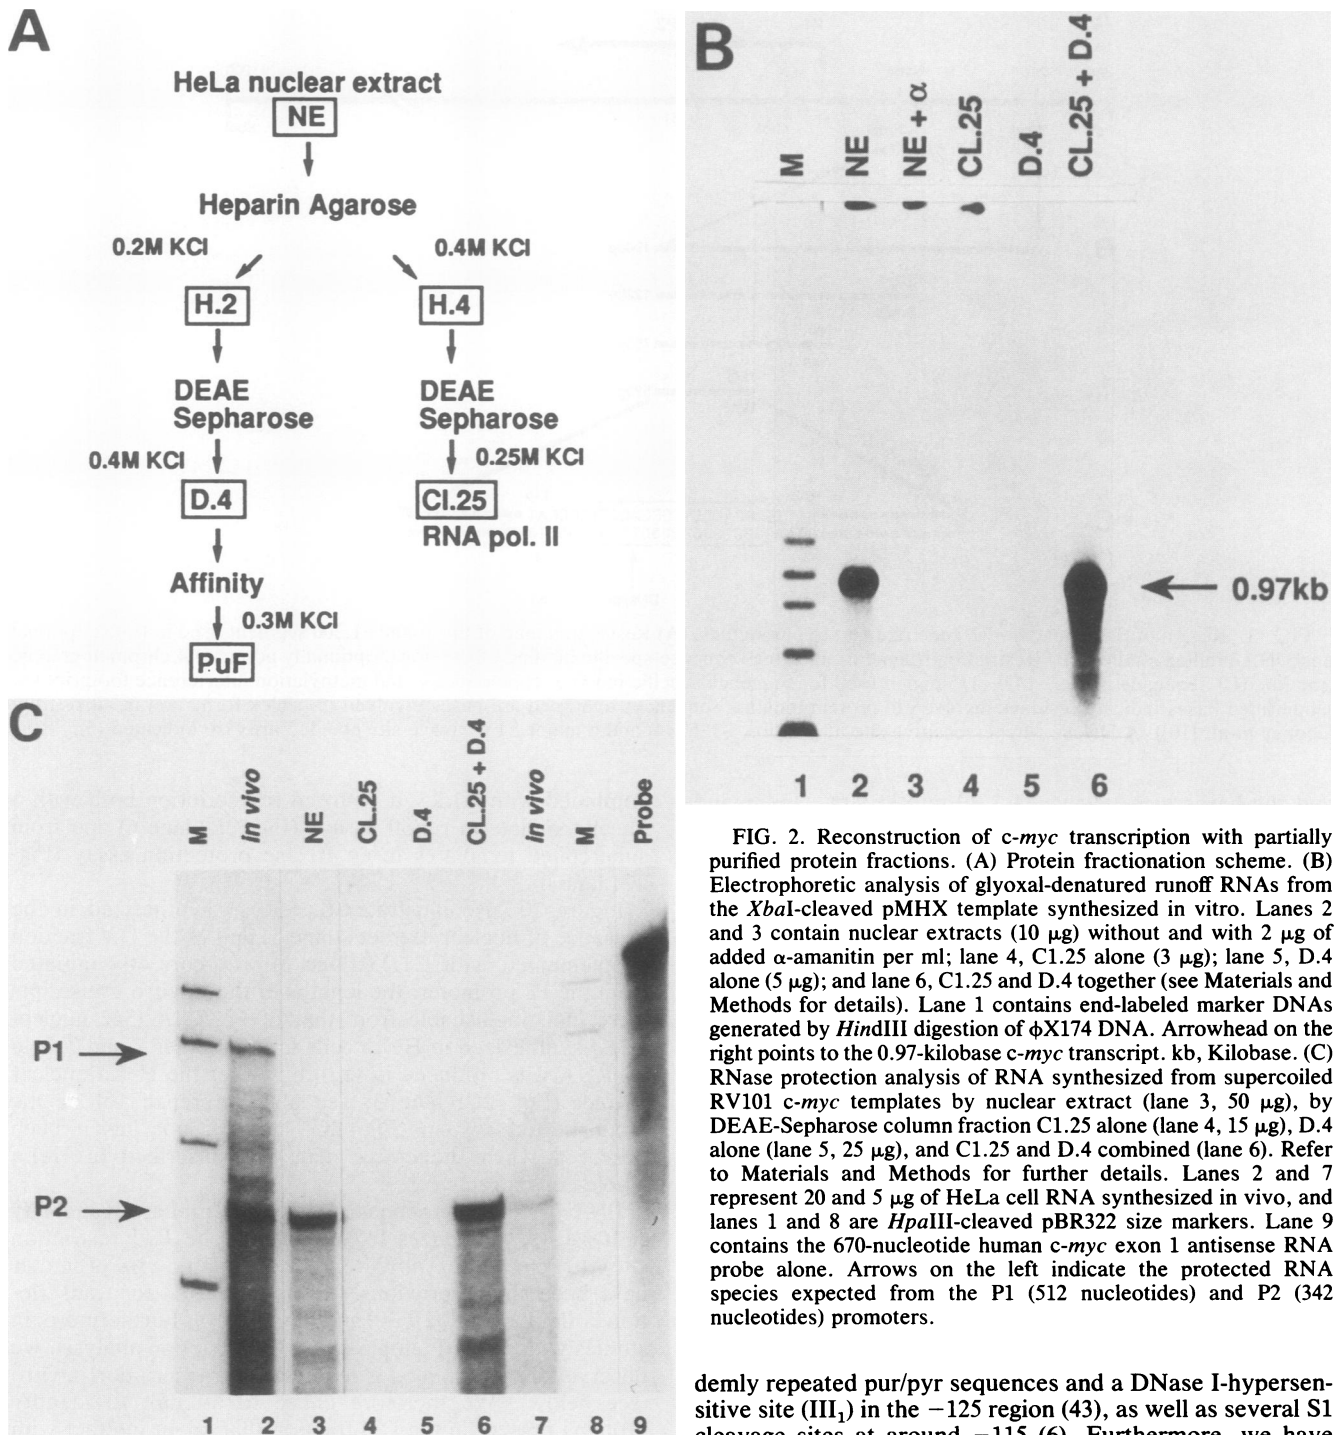 A
HeLa nuclear extract
NE
Heparin Agarose
0.2M KCl
0.4M KCl
H.2
H.4
DEAE
Sepharose
DEAE
Sepharose
0.4M KCl
0.25M KCl
D.4
Cl.25
RNA pol. II
Affinity
0.3M KCl
PuF
B
M
NE
NE + α
CL.25
D.4
CL.25 + D.4
0.97kb
1 2 3 4 5 6
C
M
in vivo
NE
CL.25
D.4
CL.25 + D.4
in vivo
M
Probe
P1
P2
1 2 3 4 5 6 7 8 9
FIG. 2. Reconstruction of c-myc transcription with partially
purified protein fractions. (A) Protein fractionation scheme. (B)
Electrophoretic analysis of glyoxal-denatured runoff RNAs from
the XbaI-cleaved pMHX template synthesized in vitro. Lanes 2
and 3 contain nuclear extracts (10 μg) without and with 2 μg of
added α-amanitin per ml; lane 4, C1.25 alone (3 μg); lane 5, D.4
alone (5 μg); and lane 6, C1.25 and D.4 together (see Materials and
Methods for details). Lane 1 contains end-labeled marker DNAs
generated by HindIII digestion of φX174 DNA. Arrowhead on the
right points to the 0.97-kilobase c-myc transcript. kb, Kilobase. (C)
RNase protection analysis of RNA synthesized from supercoiled
RV101 c-myc templates by nuclear extract (lane 3, 50 μg), by
DEAE-Sepharose column fraction C1.25 alone (lane 4, 15 μg), D.4
alone (lane 5, 25 μg), and C1.25 and D.4 combined (lane 6). Refer
to Materials and Methods for further details. Lanes 2 and 7
represent 20 and 5 μg of HeLa cell RNA synthesized in vivo, and
lanes 1 and 8 are HpaIII-cleaved pBR322 size markers. Lane 9
contains the 670-nucleotide human c-myc exon 1 antisense RNA
probe alone. Arrows on the left indicate the protected RNA
species expected from the P1 (512 nucleotides) and P2 (342
nucleotides) promoters.
demly repeated pur/pyr sequences and a DNase I-hypersen-
sitive site (III₁) in the −125 region (43), as well as several S1
cleavage sites at around −115 (6). Furthermore, we have